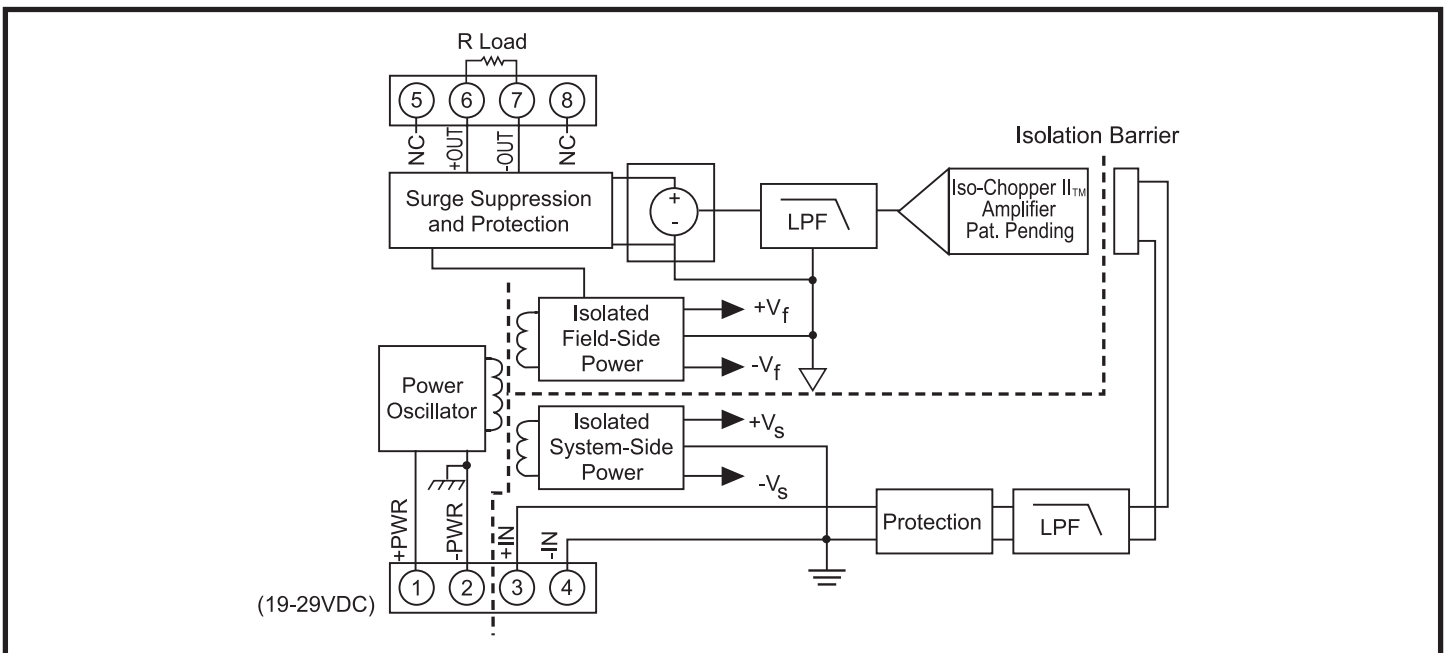 R Load
5 6 7 8
NC
+OUT
-OUT
NC
Isolation Barrier
Surge Suppression
and Protection
+
-
LPF
Iso-Chopper II™
Amplifier
Pat. Pending
Isolated
Field-Side
Power
+Vf
-Vf
Power
Oscillator
Isolated
System-Side
Power
+Vs
-Vs
+PWR
-PWR
+IN
-IN
Protection
LPF
(19-29VDC)
1 2 3 4